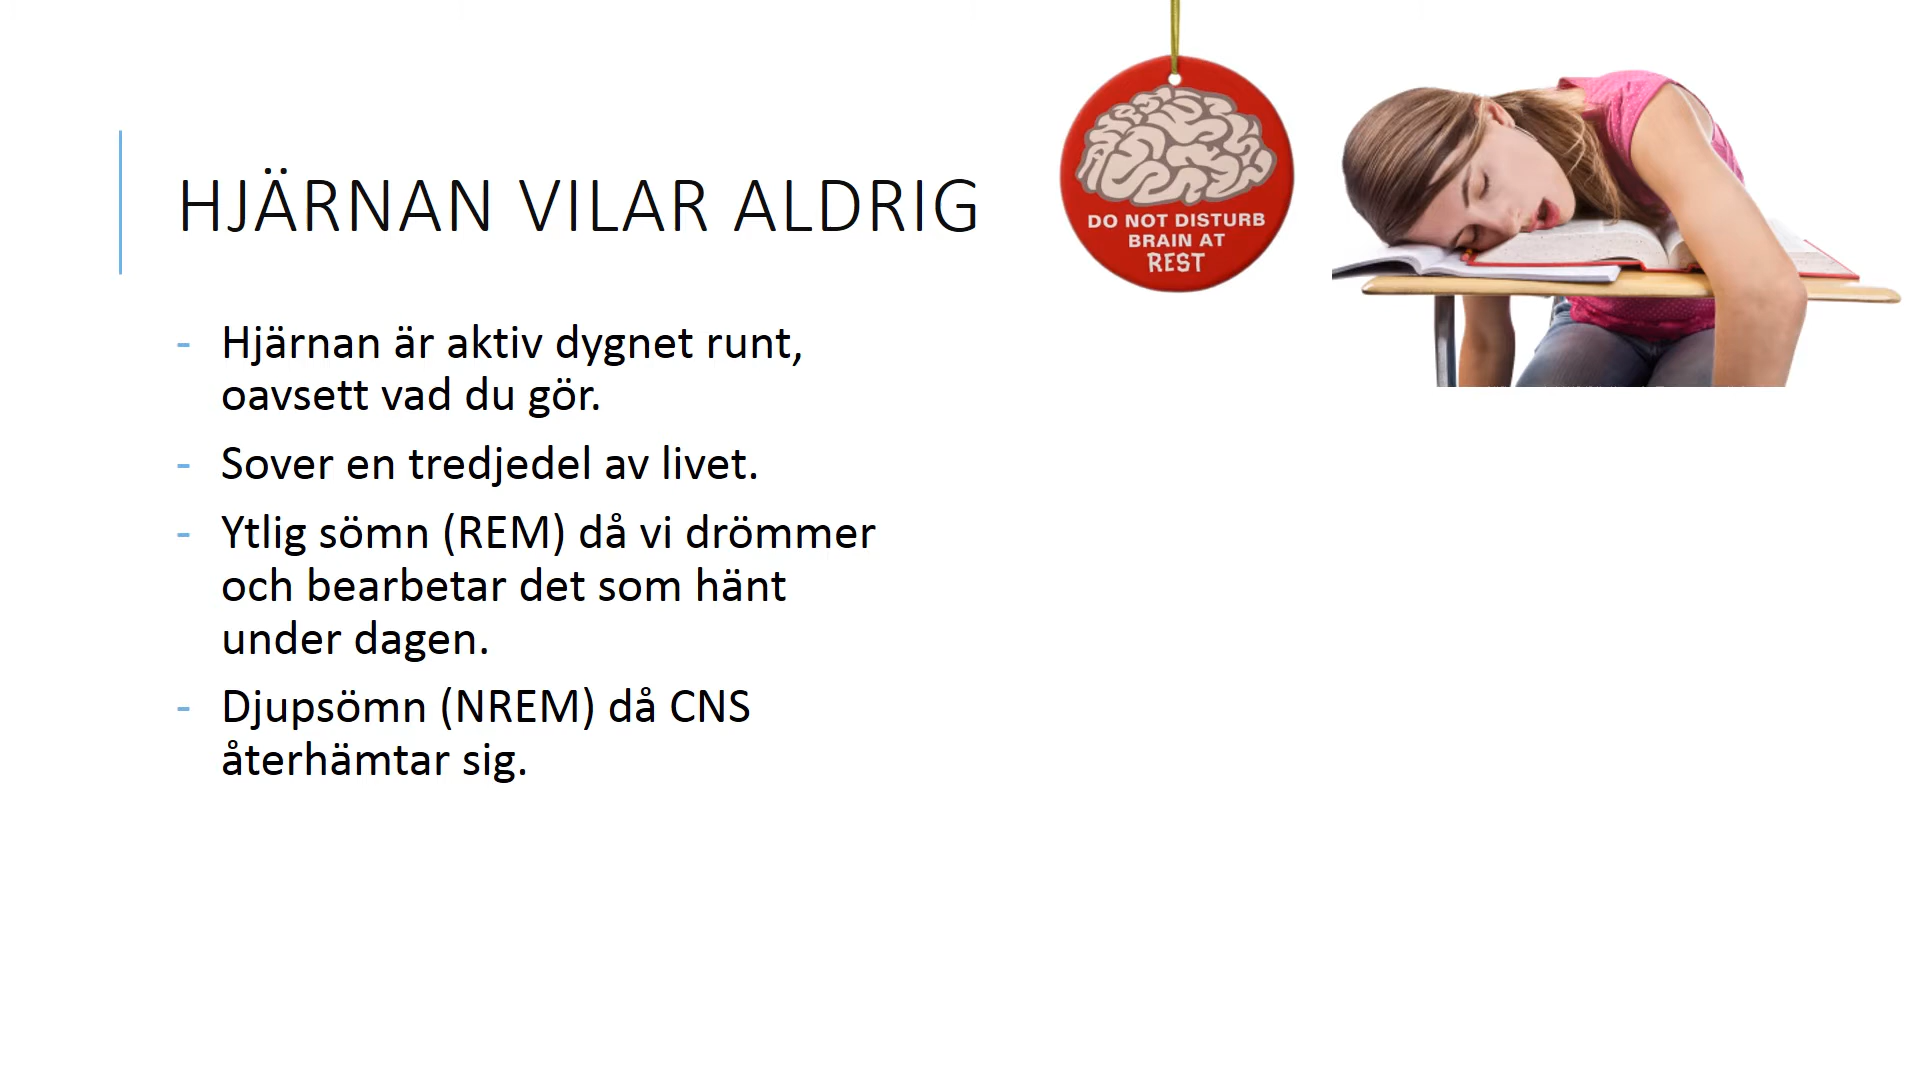 HJÄRNAN VILAR ALDRIG
DO NOT DISTURB
BRAIN AT
REST
- Hjärnan är aktiv dygnet runt,
oavsett vad du gör.
- Sover en tredjedel av livet.
- Ytlig sömn (REM) då vi drömmer
och bearbetar det som hänt
under dagen.
- Djupsömn (NREM) då CNS
återhämtar sig.